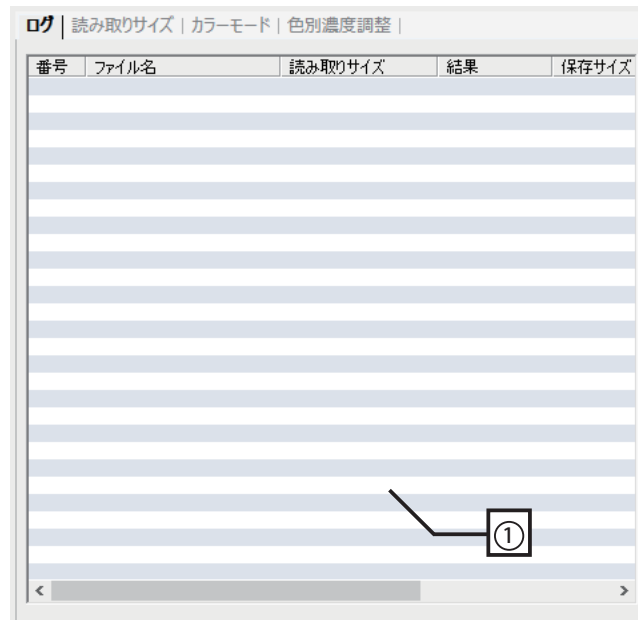 ログ | 読み取りサイズ | カラーモード | 色別濃度調整 |
番号 ファイル名 読み取りサイズ 結果 保存サイズ
①